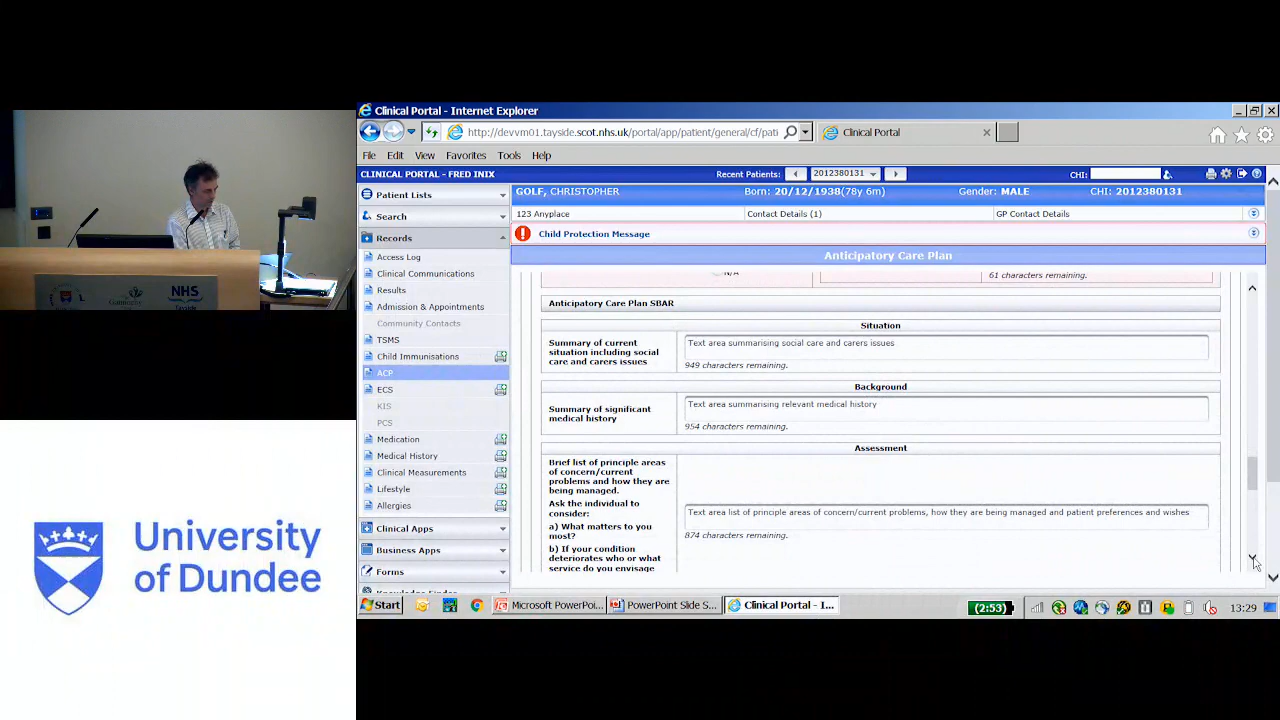 Clinical Portal - Internet Explorer
http://devvm01.tayside.scot.nhs.uk/portal/app/patient/general/cf/pati
Clinical Portal
File Edit View Favorites Tools Help
CLINICAL PORTAL - FRED INIX
Recent Patients: 2012380131
CHI:
Patient Lists
Search
Records
Access Log
Clinical Communications
Results
Admission & Appointments
Community Contacts
TSMS
Child Immunisations
ACP
ECS
KIS
PCS
Medication
Medical History
Clinical Measurements
Lifestyle
Allergies
Clinical Apps
Business Apps
Forms
GOLF, CHRISTOPHER Born: 20/12/1938(78y 6m) Gender: MALE CHI: 2012380131
123 Anyplace Contact Details (1) GP Contact Details
Child Protection Message
Anticipatory Care Plan
N/A
61 characters remaining.
Anticipatory Care Plan SBAR
Situation
Summary of current
situation including social
care and carers issues
Text area summarising social care and carers issues
949 characters remaining.
Background
Summary of significant
medical history
Text area summarising relevant medical history
954 characters remaining.
Assessment
Brief list of principle areas
of concern/current
problems and how they are
being managed.
Ask the individual to
consider:
a) What matters to you
most?
b) If your condition
deteriorates who or what
service do you envisage
Text area list of principle areas of concern/current problems, how they are being managed and patient preferences and wishes
874 characters remaining.
Start
Microsoft PowerPoi...
PowerPoint Slide S...
Clinical Portal - I...
(2:53)
13:29
NHS
University
of Dundee